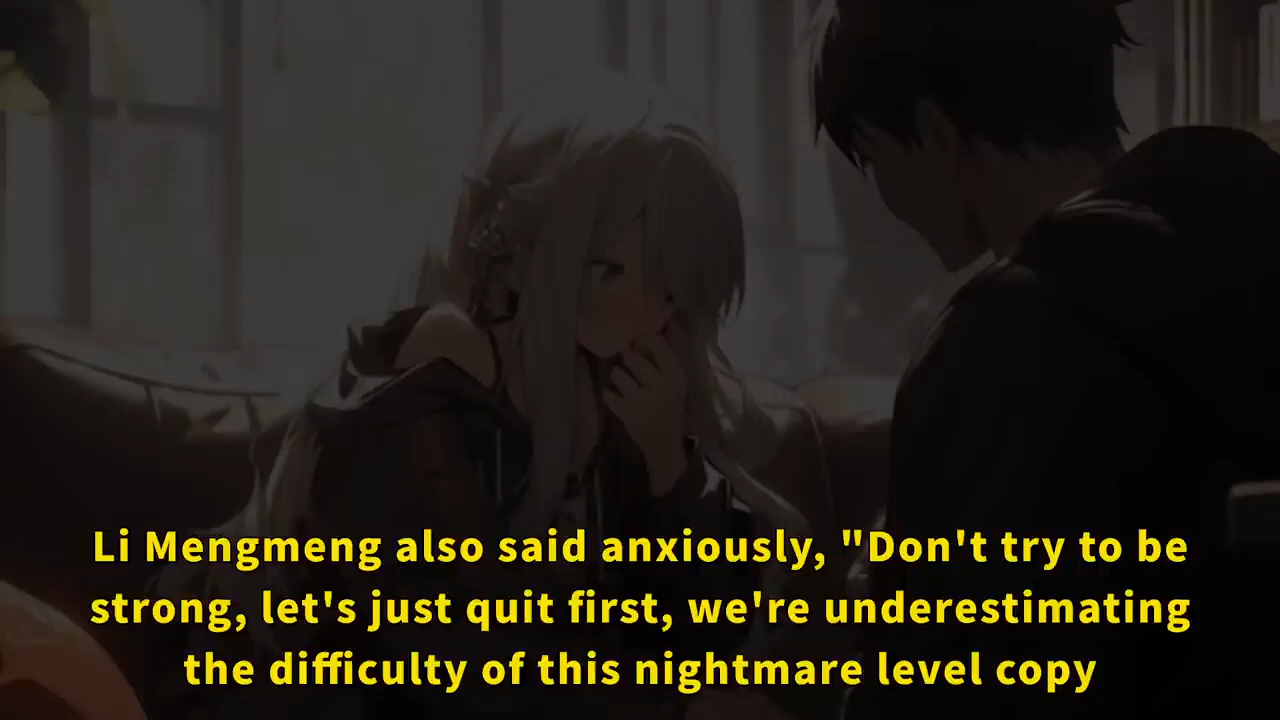 Li Mengmeng also said anxiously, "Don't try to be
strong, let's just quit first, we're underestimating
the difficulty of this nightmare level copy